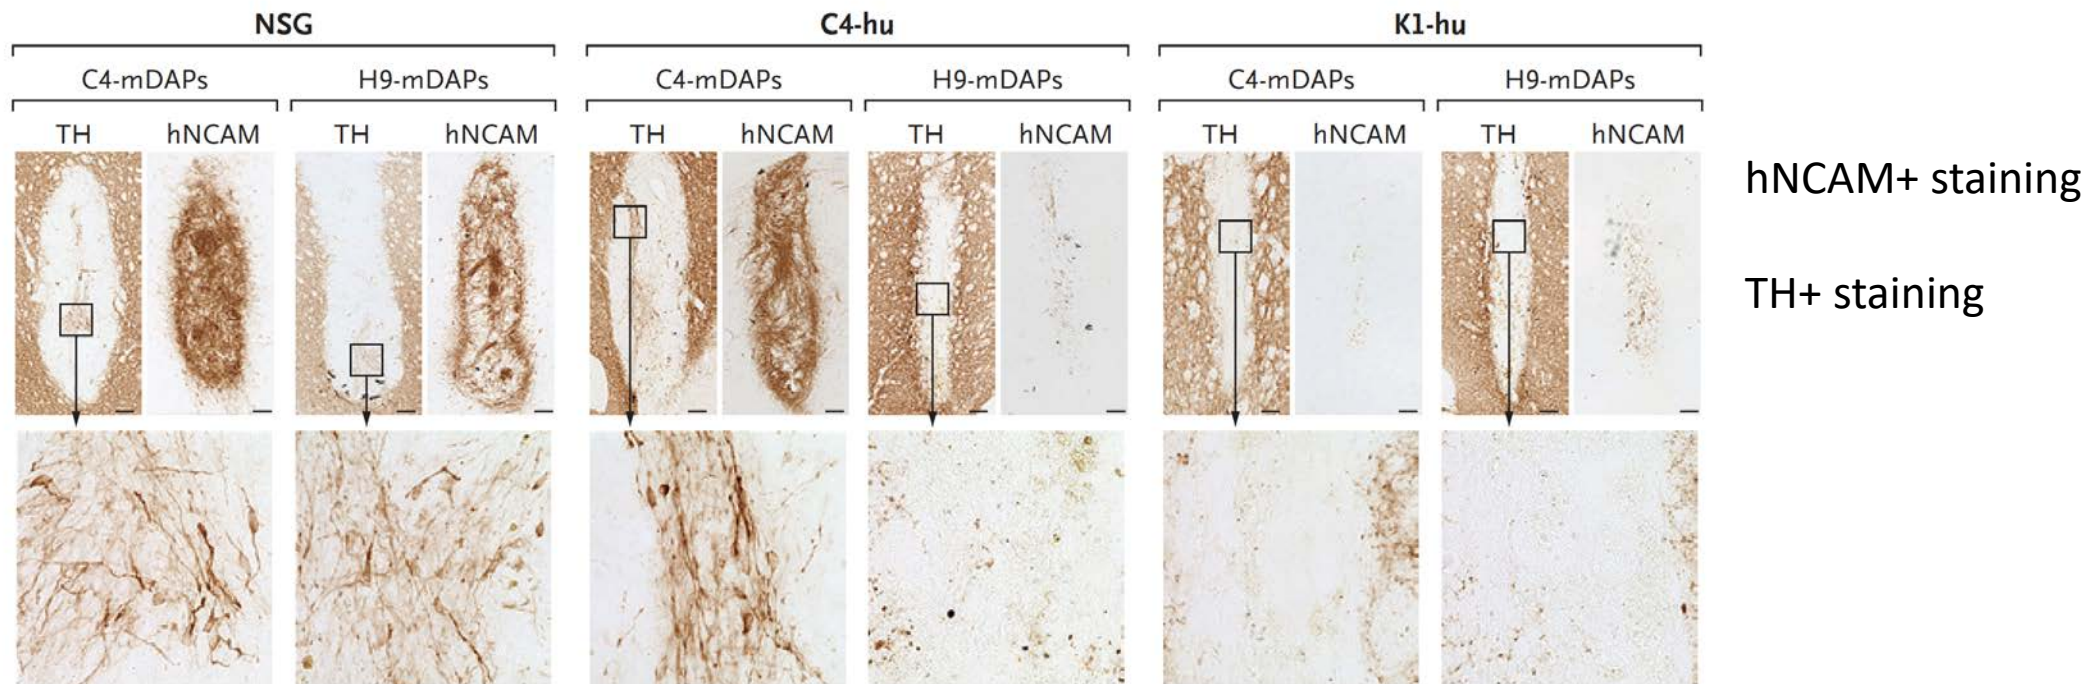 NSG C4-hu K1-hu
C4-mDAPs H9-mDAPs C4-mDAPs H9-mDAPs C4-mDAPs H9-mDAPs
TH hNCAM TH hNCAM TH hNCAM TH hNCAM TH hNCAM TH hNCAM
hNCAM+ staining
TH+ staining